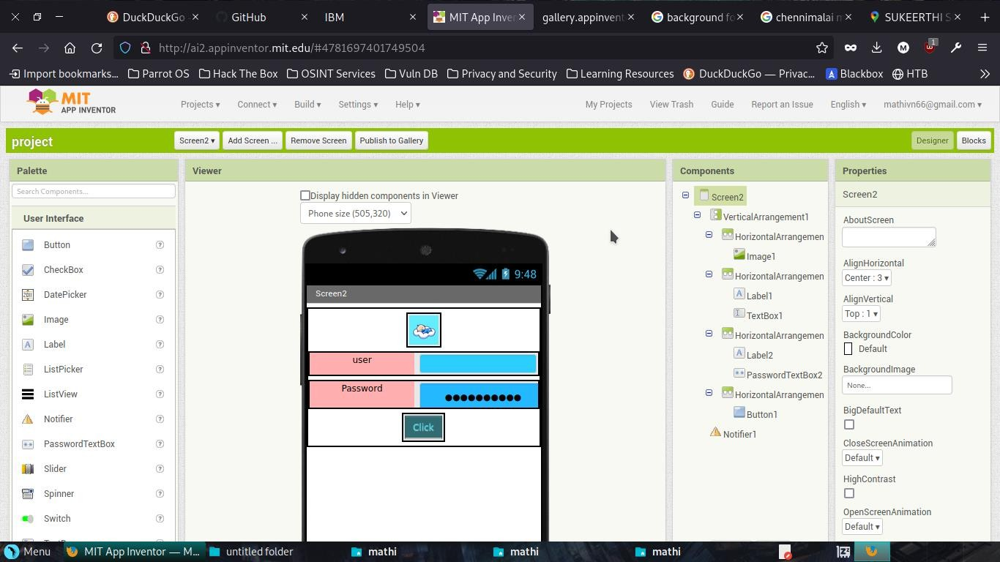 DuckDuckGo
GitHub
IBM
MIT App Inver
gallery.appinvent
background fo
chennimalai m
SUKEERTHI S
http://ai2.appinventor.mit.edu/#4781697401749504
1
Import bookmarks...
Parrot OS
Hack The Box
OSINT Services
Vuln DB
Privacy and Security
Learning Resources
DuckDuckGo — Privac...
Blackbox
HTB
MIT
APP INVENTOR
Projects
Connect
Build
Settings
Help
My Projects
View Trash
Guide
Report an Issue
English
mathivn66@gmail.com
project
Screen2
Add Screen ...
Remove Screen
Publish to Gallery
Designer
Blocks
Palette
Search Components...
User Interface
Button
CheckBox
DatePicker
Image
Label
ListPicker
ListView
Notifier
PasswordTextBox
Slider
Spinner
Switch
Viewer
Display hidden components in Viewer
Phone size (505,320)
9:48
Screen2
user
Password
Click
Components
Screen2
VerticalArrangement1
HorizontalArrangemen
Image1
HorizontalArrangemen
Label1
TextBox1
HorizontalArrangemen
Label2
PasswordTextBox2
HorizontalArrangemen
Button1
Notifier1
Properties
Screen2
AboutScreen
AlignHorizontal
Center : 3
AlignVertical
Top : 1
BackgroundColor
Default
BackgroundImage
None...
BigDefaultText
CloseScreenAnimation
Default
HighContrast
OpenScreenAnimation
Default
Menu
MIT App Inventor — M...
untitled folder
mathi
mathi
mathi